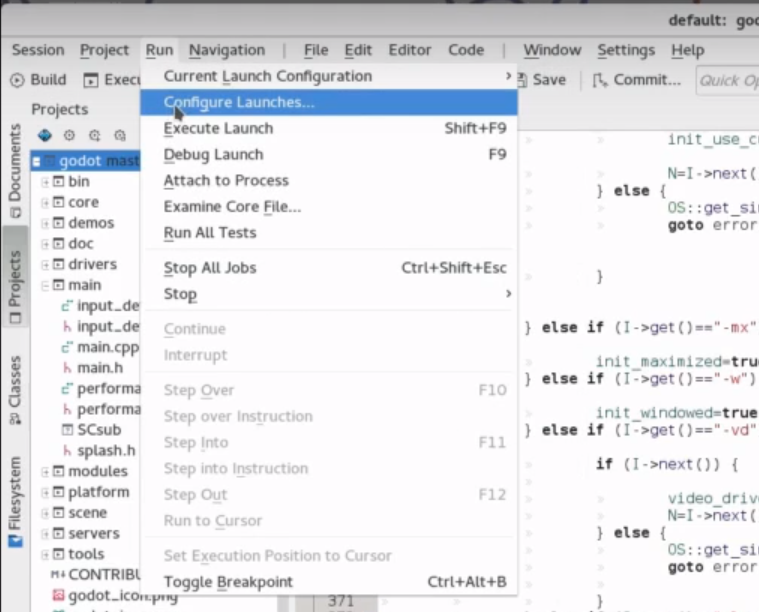 default: god
Session Project Run Navigation | File Edit Editor Code | Window Settings Help
Build Execu Save Commit... Quick Op
Projects
Documents
Projects
Classes
Filesystem
godot mast
bin
core
demos
doc
drivers
main
input_de
input_de
main.cpp
main.h
performa
performa
SCsub
splash.h
modules
platform
scene
servers
tools
M↓ CONTRIBU
godot_icon.png
Current Launch Configuration
Configure Launches...
Execute Launch Shift+F9
Debug Launch F9
Attach to Process
Examine Core File...
Run All Tests
Stop All Jobs Ctrl+Shift+Esc
Stop
Continue
Interrupt
Step Over F10
Step over Instruction
Step Into F11
Step into Instruction
Step Out F12
Run to Cursor
Set Execution Position to Cursor
Toggle Breakpoint Ctrl+Alt+B
init_use_cu
N=I->next(
} else {
OS::get_sin
goto error
}
} else if (I->get()=="-mx"
init_maximized=true
} else if (I->get()=="-w")
init_windowed=true
} else if (I->get()=="-vd"
if (I->next()) {
video_drive
N=I->next(
} else {
OS::get_sin
goto error
371 }